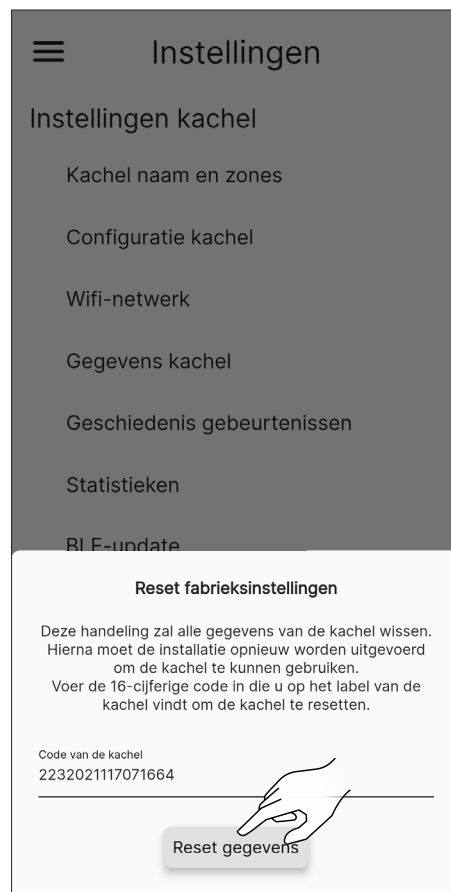 Instellingen
Instellingen kachel
Kachel naam en zones
Configuratie kachel
Wifi-netwerk
Gegevens kachel
Geschiedenis gebeurtenissen
Statistieken
BLE-update
Reset fabrieksinstellingen
Deze handeling zal alle gegevens van de kachel wissen.
Hierna moet de installatie opnieuw worden uitgevoerd
om de kachel te kunnen gebruiken.
Voer de 16-cijferige code in die u op het label van de
kachel vindt om de kachel te resetten.
Code van de kachel
2232021117071664
Reset gegevens